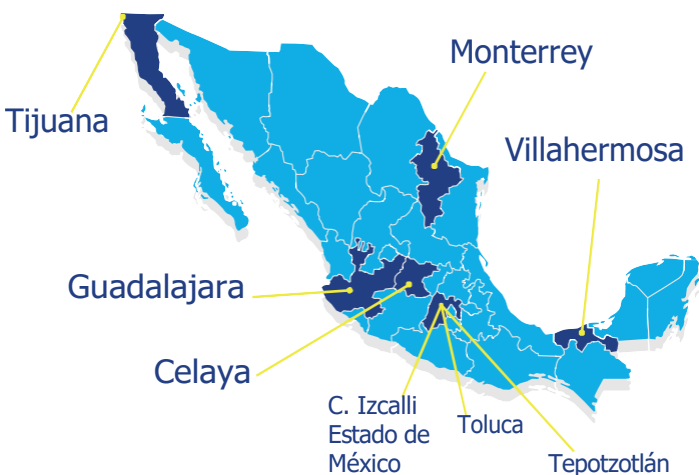 Monterrey
Tijuana
Villahermosa
Guadalajara
Celaya
C. Izcalli
Estado de
México
Toluca
Tepotzotlán